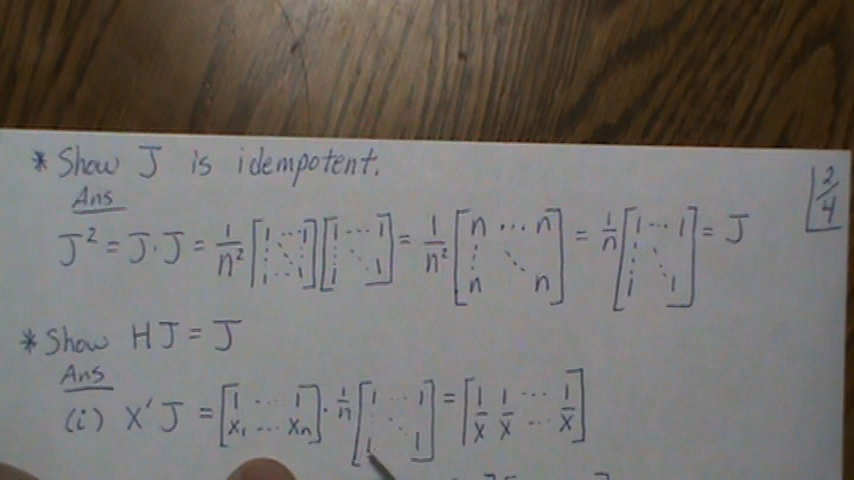 * Show J is idempotent.
2/4
Ans
J² = J·J = 1/n² [1 ... 1 ⋮ ⋱ 1 ... 1] [1 ... 1 ⋮ ⋱ 1 1] = 1/n² [n ... n ⋮ ⋱ n n] = 1/n [1 ... 1 ⋮ ⋱ 1 1] = J
* Show HJ = J
Ans
(i) X'J = [1 ... 1 x₁ ... xₙ] · 1/n [1 ... 1 ⋮ ⋱ 1 1] = [1 1 ... 1 x̄ x̄ ... x̄]